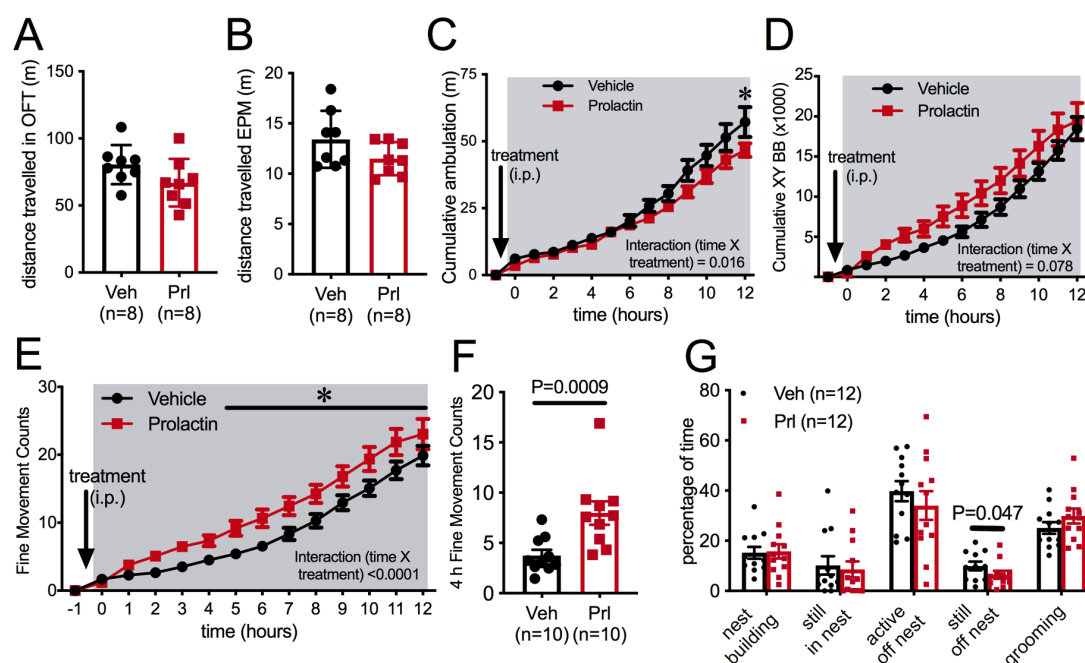 A
distance travelled in OFT (m)
150
100
50
0
Veh
(n=8)
Prl
(n=8)
B
distance travelled EPM (m)
20
15
10
5
0
Veh
(n=8)
Prl
(n=8)
C
Cumulative ambulation (m)
75
50
25
0
Vehicle
Prolactin
*
treatment
(i.p.)
Interaction (time X
treatment) = 0.016
0 2 4 6 8 10 12
time (hours)
D
Cumulative XY BB (x1000)
25
20
15
10
5
0
Vehicle
Prolactin
treatment
(i.p.)
Interaction (time X
treatment) = 0.078
0 2 4 6 8 10 12
time (hours)
E
Fine Movement Counts
30
20
10
0
Vehicle
Prolactin
*
treatment
(i.p.)
Interaction (time X
treatment) <0.0001
-1 0 1 2 3 4 5 6 7 8 9 10 11 12
time (hours)
F
4 h Fine Movement Counts
20
15
10
5
0
P=0.0009
Veh
(n=10)
Prl
(n=10)
G
percentage of time
80
60
40
20
0
Veh (n=12)
Prl (n=12)
P=0.047
nest
building
still
in nest
active
off nest
still
off nest
grooming